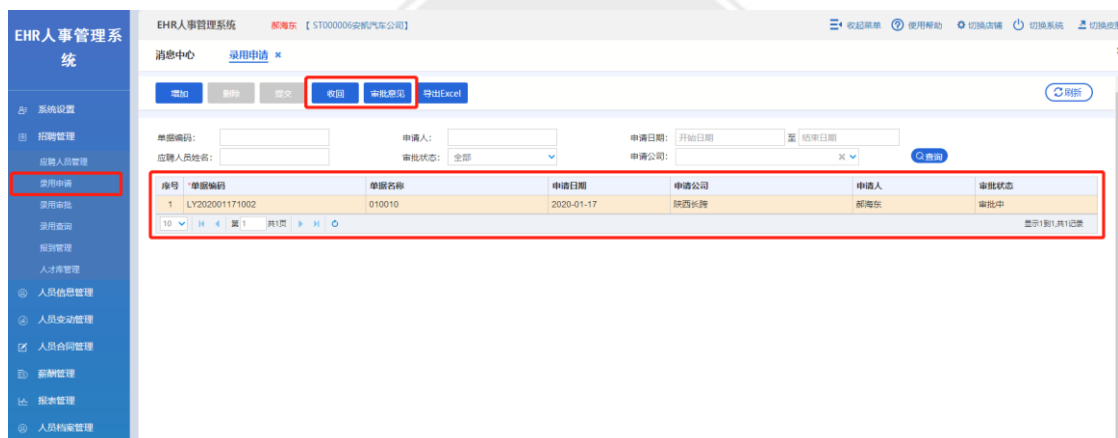 EHR人事管理系统
EHR人事管理系统 郝海东 【 ST000006安凯汽车公司】 收起菜单 使用帮助 切换店铺 切换系统 切换皮肤
消息中心 录用申请
增加 删除 提交 收回 审批意见 导出Excel 刷新
系统设置
招聘管理
应聘人员管理
录用申请
录用审批
录用查询
报到管理
人才库管理
人员信息管理
人员变动管理
人员合同管理
薪酬管理
报表管理
人员档案管理
单据编码: 申请人: 申请日期: 开始日期 至 结束日期
应聘人员姓名: 审批状态: 全部 申请公司: 查询
序号 *单据编码 单据名称 申请日期 申请公司 申请人 审批状态
1 LY202001171002 010010 2020-01-17 陕西长跨 郝海东 审批中
10 第 1 共1页 显示1到1,共1记录